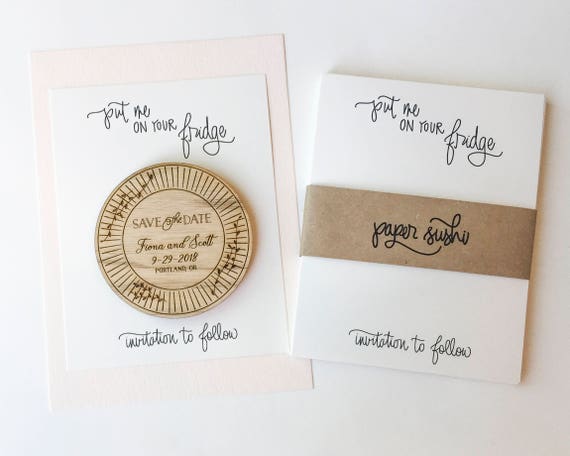 put me
ON YOUR fridge
SAVE the DATE
Fiona and Scott
9-29-2018
PORTLAND, OR
invitation to follow
put me
ON YOUR fridge
paper sushi
invitation to follow